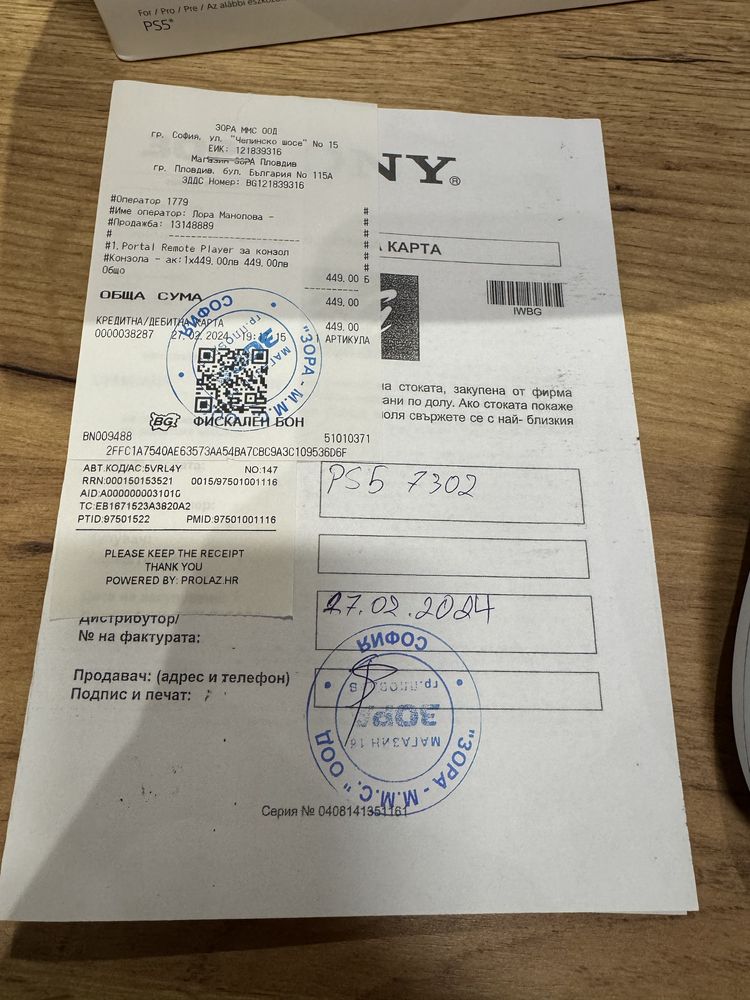 For / Pro / Pre / Az alábbi
PS5*
ЗОРА ММС ООД
гр. София, ул. "Чепинско шосе" No 15
ЕИК: 121839316
Магазин ЗОРА Пловдив
гр. Пловдив. бул. България No 115А
ЗДДС Номер: BG121839316
#Оператор 1779 #
#Име оператор: Лора Манолова - #
#Продажба: 13148889 #
# #
#1. Portal Remote Player за конзол #
#Конзола - ак:1x449.00лв 449.00лв #
Общо 449.00 Б
ОБЩА СУМА 449.00
КРЕДИТНА/ДЕБИТНА КАРТА 449.00
0000038287 27.02.2024 АРТИКУЛА
BG ФИСКАЛЕН БОН
BN009488 51010371
2FFC1A7540AE63573AA54BA7CBC9A3C109536D6F
АВТ.КОД/AC:5VRL4Y NO:147
RRN:000150153521 0015/97501001116
AID:A0000000031010
TC:EB1671523A3820A2
PTID:97501522 PMID:97501001116
PLEASE KEEP THE RECEIPT
THANK YOU
POWERED BY: PROLAZ.HR
NY®
КАРТА
IWBG
на стоката, закупена от фирма
ани по долу. Ако стоката покаже
оля свържете се с най- близкия
PS5 7302
27.02.2024
Дистрибутор/
№ на фактурата:
Продавач: (адрес и телефон)
Подпис и печат:
"ЗОРА - М.М.С." ООД
СОФИЯ
МАГАЗИН
ЗОРА
Серия № 0408141351161